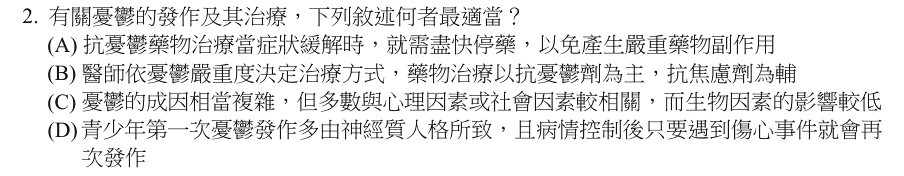 2. 有關憂鬱的發作及其治療，下列敘述何者最適當？
(A) 抗憂鬱藥物治療當症狀緩解時，就需盡快停藥，以免產生嚴重藥物副作用
(B) 醫師依憂鬱嚴重度決定治療方式，藥物治療以抗憂鬱劑為主，抗焦慮劑為輔
(C) 憂鬱的成因相當複雜，但多數與心理因素或社會因素較相關，而生物因素的影響較低
(D) 青少年第一次憂鬱發作多由神經質人格所致，且病情控制後只要遇到傷心事件就會再
次發作